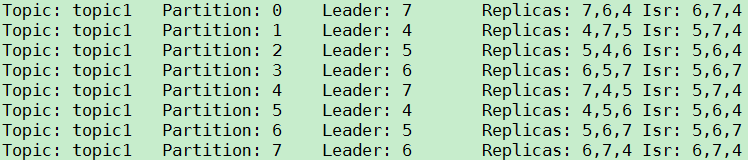 Topic: topic1 Partition: 0 Leader: 7 Replicas: 7,6,4 Isr: 6,7,4
Topic: topic1 Partition: 1 Leader: 4 Replicas: 4,7,5 Isr: 5,7,4
Topic: topic1 Partition: 2 Leader: 5 Replicas: 5,4,6 Isr: 5,6,4
Topic: topic1 Partition: 3 Leader: 6 Replicas: 6,5,7 Isr: 5,6,7
Topic: topic1 Partition: 4 Leader: 7 Replicas: 7,4,5 Isr: 5,7,4
Topic: topic1 Partition: 5 Leader: 4 Replicas: 4,5,6 Isr: 5,6,4
Topic: topic1 Partition: 6 Leader: 5 Replicas: 5,6,7 Isr: 5,6,7
Topic: topic1 Partition: 7 Leader: 6 Replicas: 6,7,4 Isr: 6,7,4